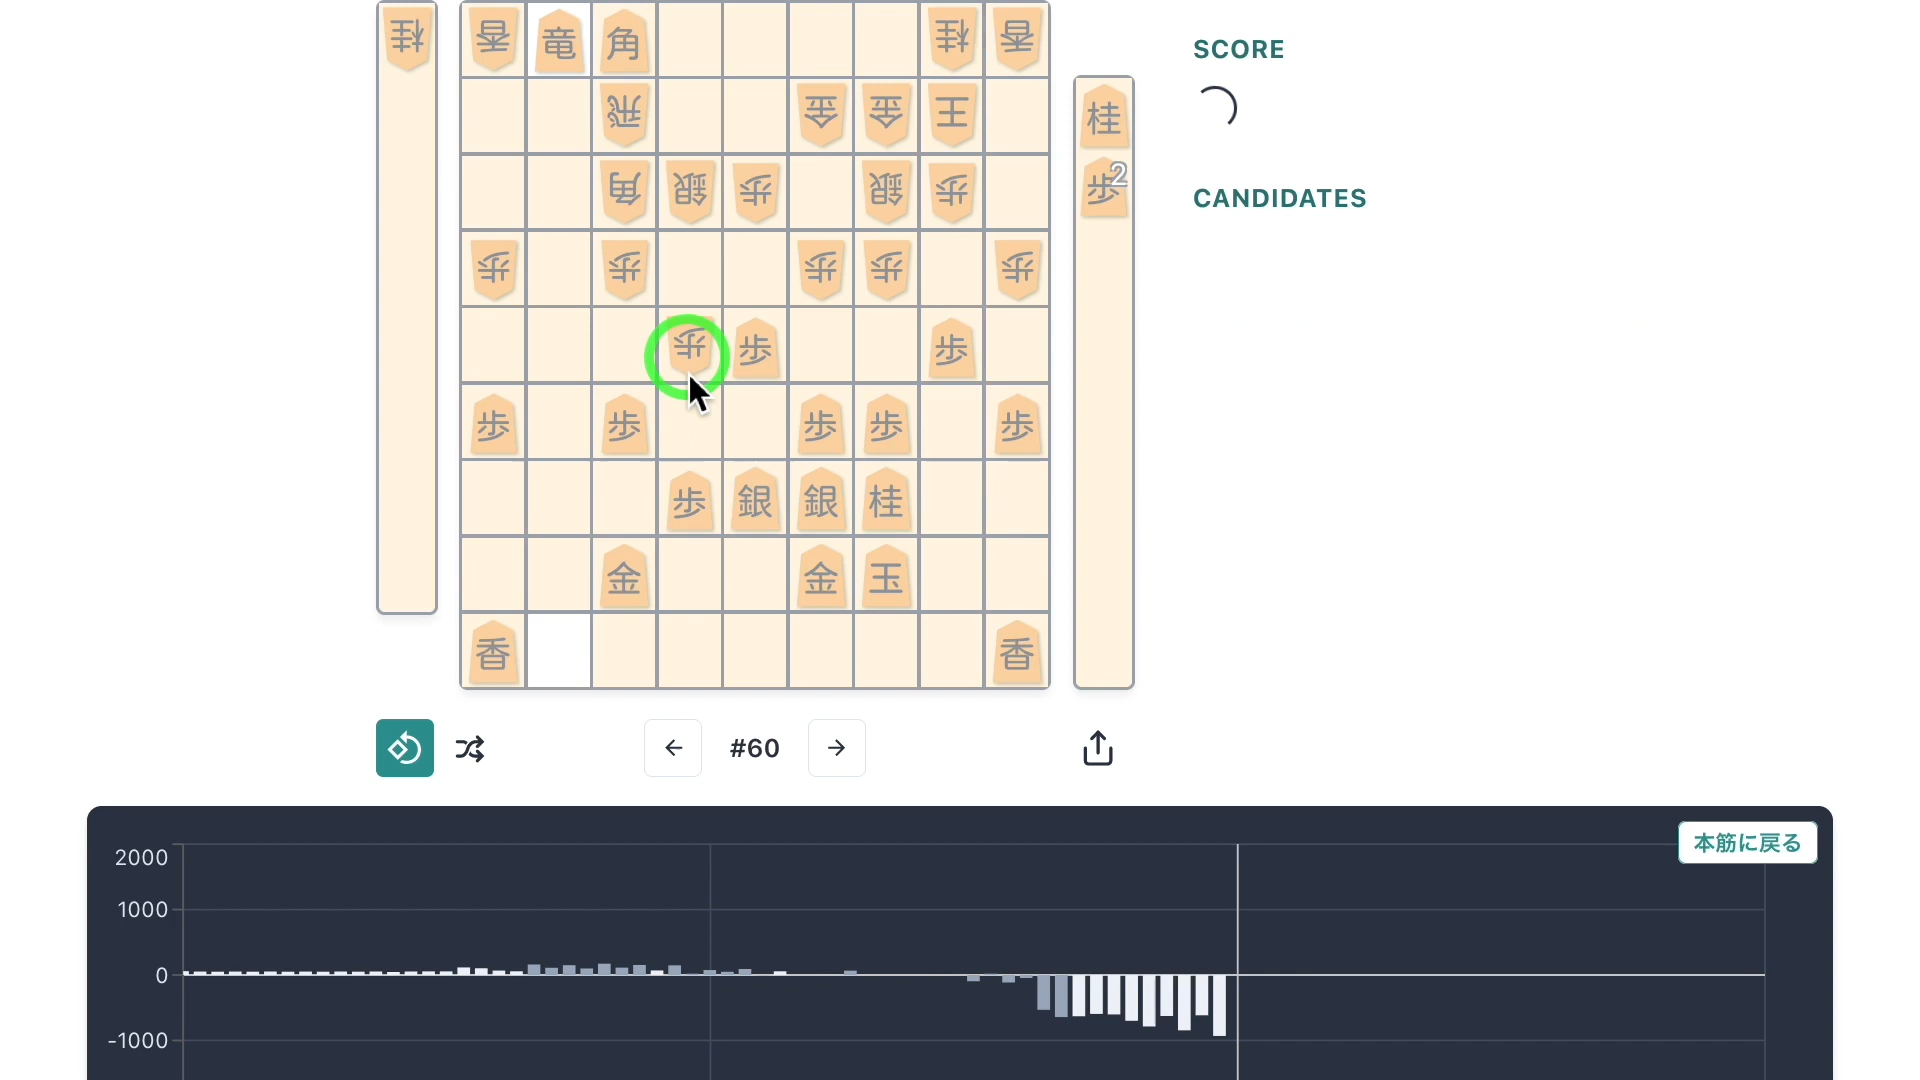 桂 香 竜 角 桂 香
飛 金 金 王
角 銀 歩 銀 歩
歩 歩 歩 歩 歩
歩 歩 歩
歩 歩 歩 歩 歩
歩 銀 銀 桂
金 金 玉
香 香
桂
歩 2
SCORE
CANDIDATES
#60
本筋に戻る
2000
1000
0
-1000